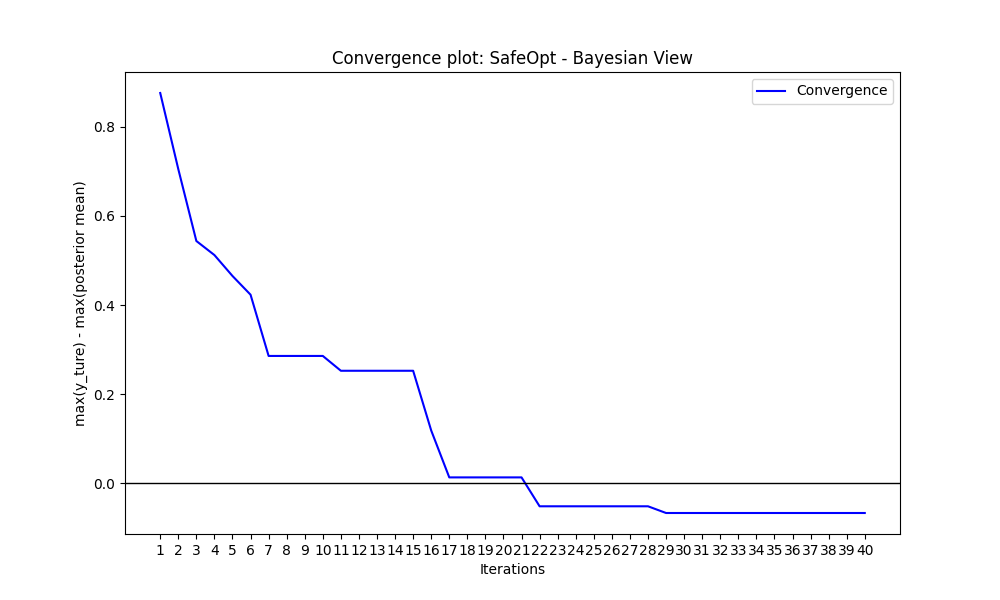 Convergence plot: SafeOpt - Bayesian View
Convergence
max(y_ture) - max(posterior mean)
0.8
0.6
0.4
0.2
0.0
1 2 3 4 5 6 7 8 9 10 11 12 13 14 15 16 17 18 19 20 21 22 23 24 25 26 27 28 29 30 31 32 33 34 35 36 37 38 39 40
Iterations